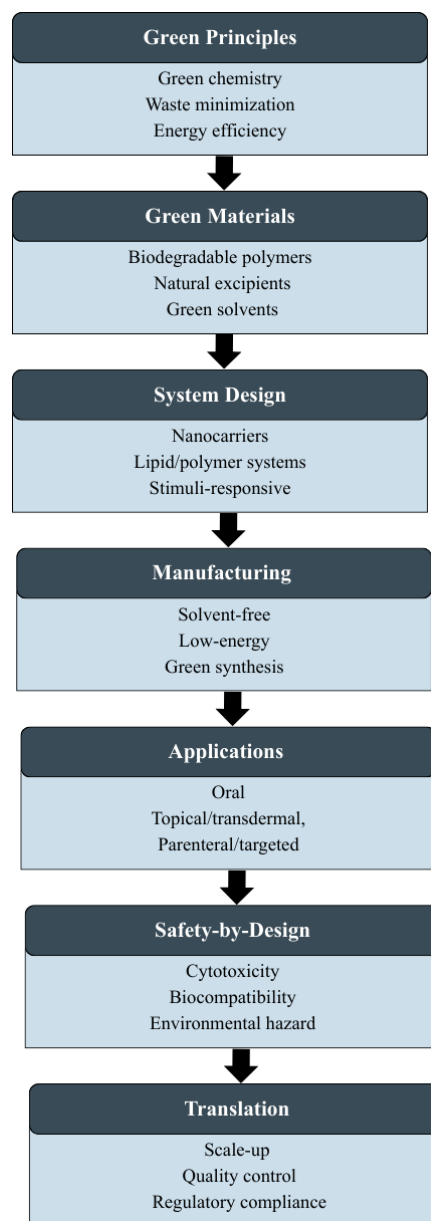 Green Principles
Green chemistry
Waste minimization
Energy efficiency
Green Materials
Biodegradable polymers
Natural excipients
Green solvents
System Design
Nanocarriers
Lipid/polymer systems
Stimuli-responsive
Manufacturing
Solvent-free
Low-energy
Green synthesis
Applications
Oral
Topical/transdermal,
Parenteral/targeted
Safety-by-Design
Cytotoxicity
Biocompatibility
Environmental hazard
Translation
Scale-up
Quality control
Regulatory compliance